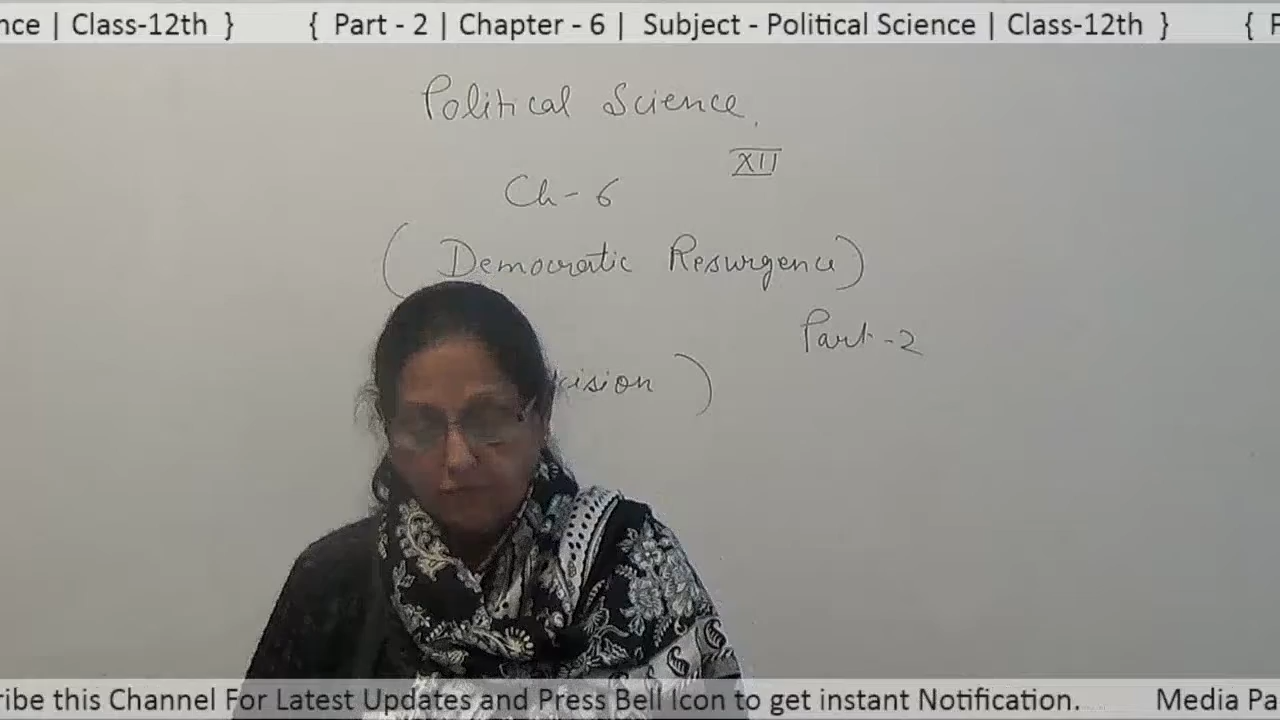 nce | Class-12th } { Part - 2 | Chapter - 6 | Subject - Political Science | Class-12th } { P
Political Science,
XII
Ch - 6
( Democratic Resurgence )
Part - 2
cision )
ribe this Channel For Latest Updates and Press Bell Icon to get instant Notification. Media Pa